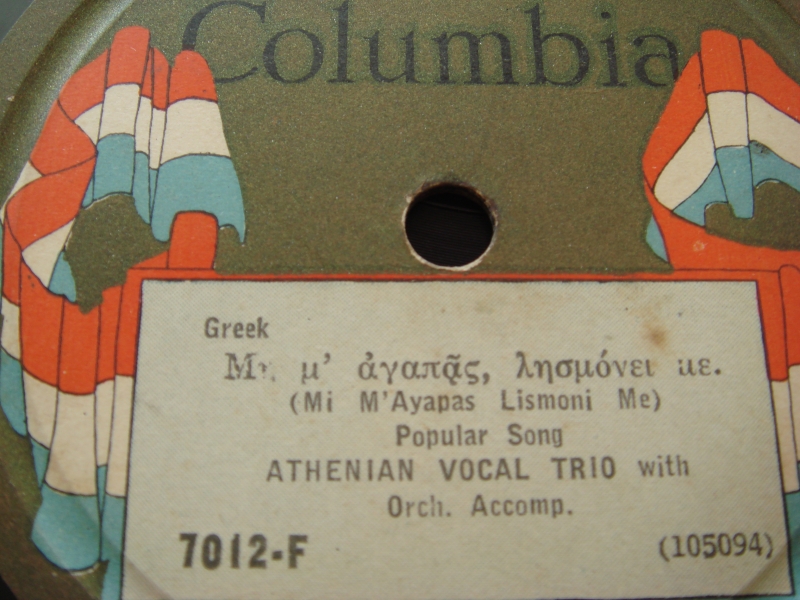 Columbia
Greek
Μη μ' ἀγαπᾷς, λησμόνει με.
(Mi M'Ayapas Lismoni Me)
Popular Song
ATHENIAN VOCAL TRIO with
Orch. Accomp.
7012-F (105094)